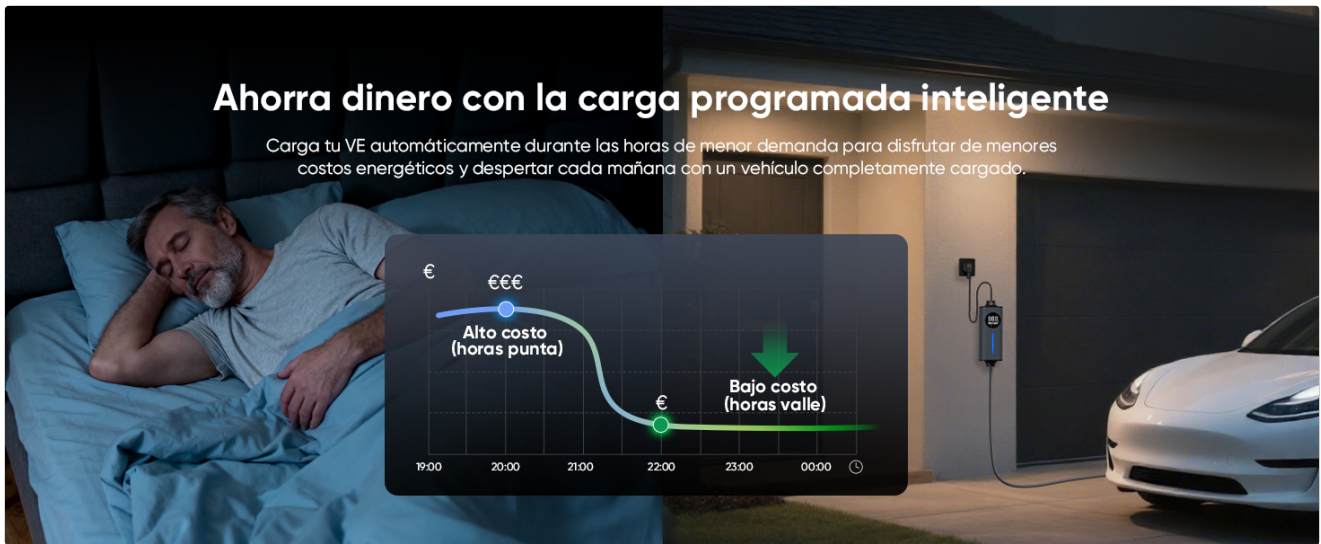 Ahorra dinero con la carga programada inteligente
Carga tu VE automáticamente durante las horas de menor demanda para disfrutar de menores
costos energéticos y despertar cada mañana con un vehículo completamente cargado.
€
€€€
Alto costo
(horas punta)
Bajo costo
(horas valle)
€
19:00 20:00 21:00 22:00 23:00 00:00